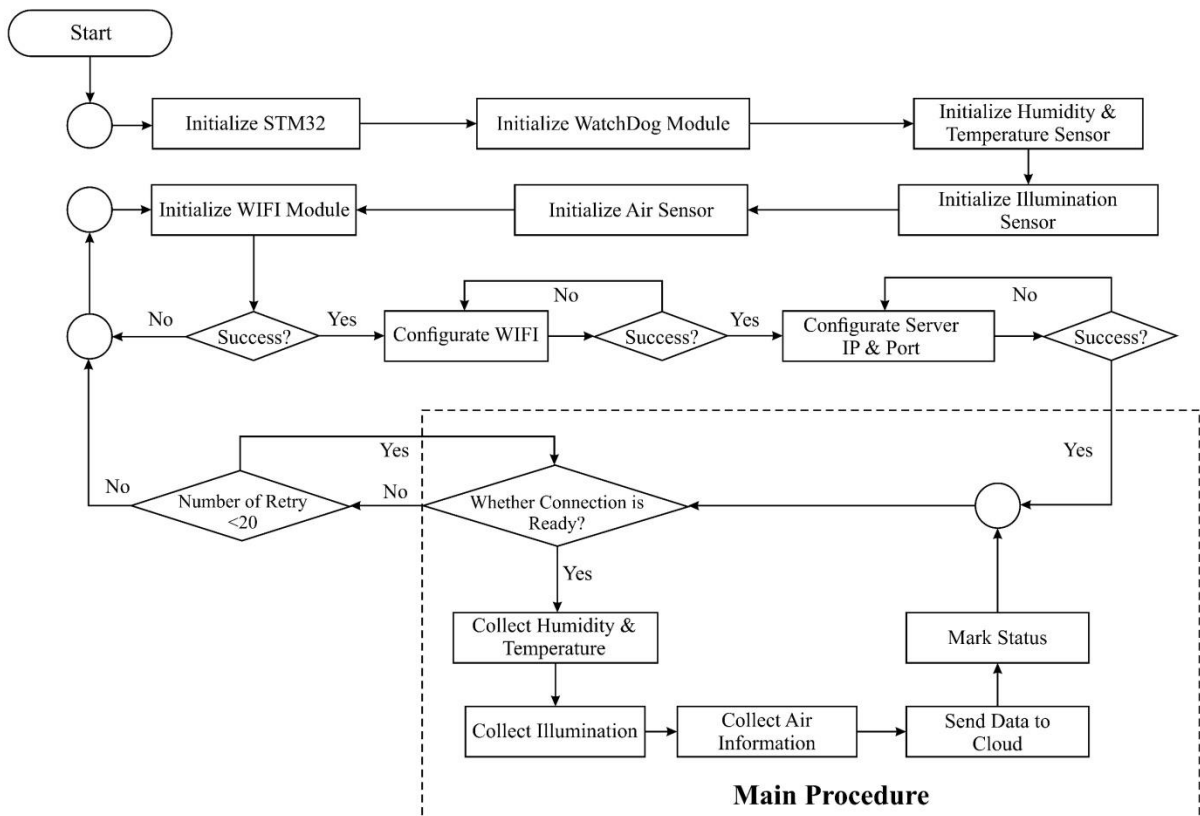 Start
Initialize STM32
Initialize WatchDog Module
Initialize Humidity &
Temperature Sensor
Initialize WIFI Module
Initialize Air Sensor
Initialize Illumination
Sensor
No
Success?
Yes
Configurate WIFI
No
Success?
Yes
Configurate Server
IP & Port
No
Success?
Yes
Yes
No
Number of Retry
<20
No
Whether Connection is
Ready?
Yes
Collect Humidity &
Temperature
Mark Status
Collect Illumination
Collect Air
Information
Send Data to
Cloud
Main Procedure